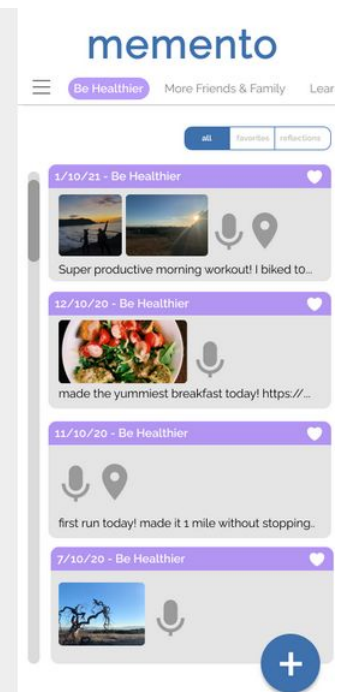 memento
Be Healthier More Friends & Family Lear
all favorites reflections
1/10/21 - Be Healthier
Super productive morning workout! I biked to...
12/10/20 - Be Healthier
made the yummiest breakfast today! https://...
11/10/20 - Be Healthier
first run today! made it 1 mile without stopping..
7/10/20 - Be Healthier
+